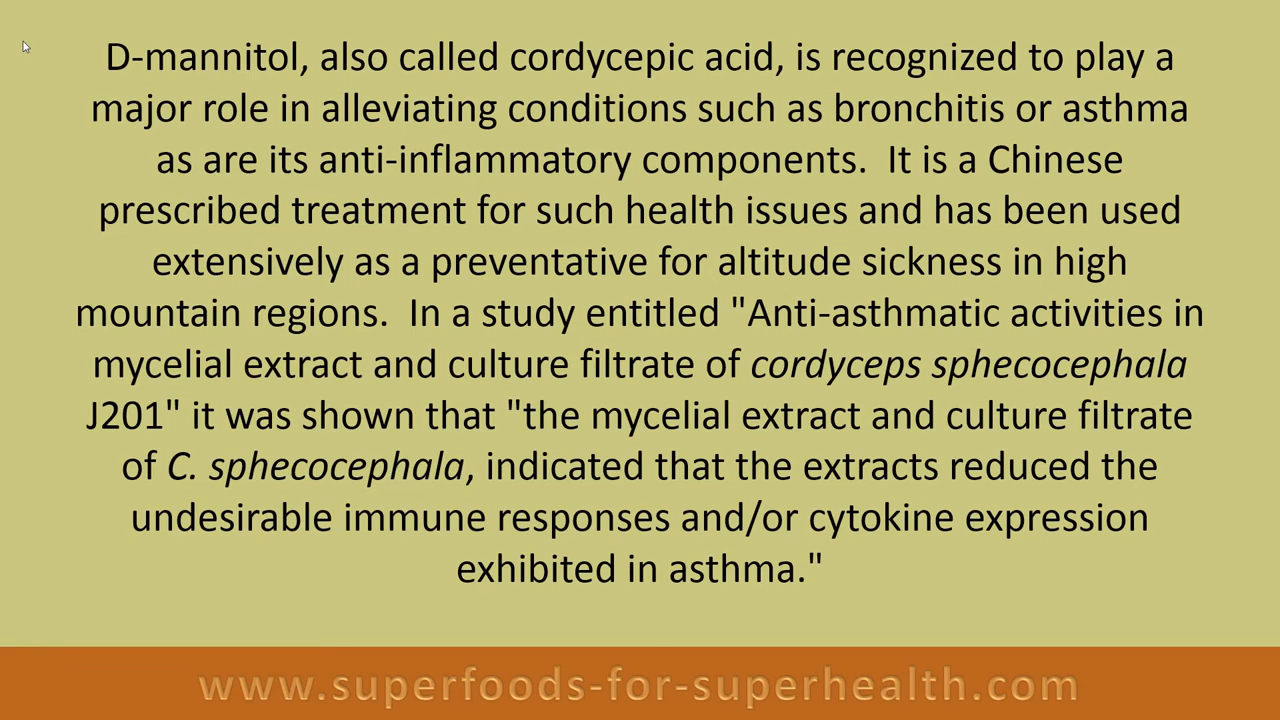 D-mannitol, also called cordycepic acid, is recognized to play a
major role in alleviating conditions such as bronchitis or asthma
as are its anti-inflammatory components.  It is a Chinese
prescribed treatment for such health issues and has been used
extensively as a preventative for altitude sickness in high
mountain regions.  In a study entitled "Anti-asthmatic activities in
mycelial extract and culture filtrate of cordyceps sphecocephala
J201" it was shown that "the mycelial extract and culture filtrate
of C. sphecocephala, indicated that the extracts reduced the
undesirable immune responses and/or cytokine expression
exhibited in asthma."
www.superfoods-for-superhealth.com